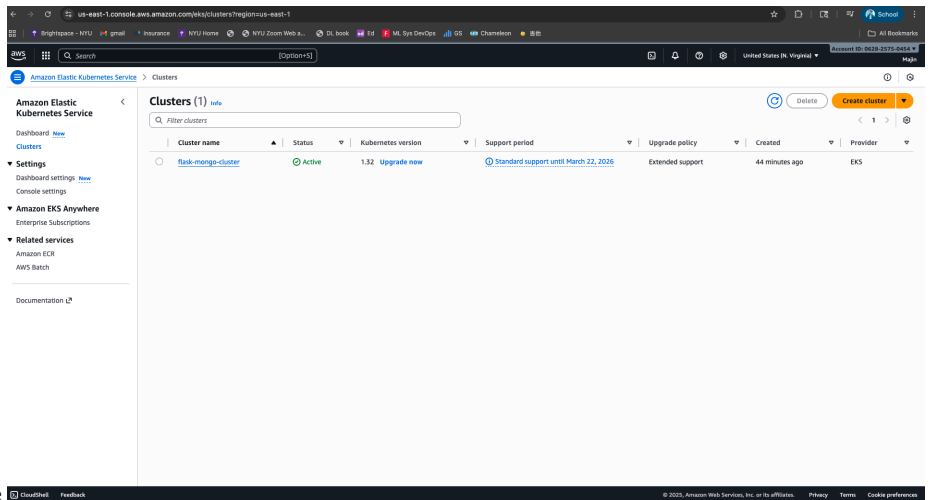 us-east-1.console.aws.amazon.com/eks/clusters?region=us-east-1
School
Brightspace - NYU
gmail
Insurance
NYU Home
NYU Zoom Web a...
DL book
Ed
ML Sys DevOps
GS
Chameleon
All Bookmarks
aws
Search
[Option+S]
United States (N. Virginia)
Account ID: 0628-2575-0454
Majin
Amazon Elastic Kubernetes Service > Clusters
Amazon Elastic
Kubernetes Service
Dashboard New
Clusters
Settings
Dashboard settings New
Console settings
Amazon EKS Anywhere
Enterprise Subscriptions
Related services
Amazon ECR
AWS Batch
Documentation
Clusters (1) Info
Delete
Create cluster
Filter clusters
< 1 >
Cluster name Status Kubernetes version Support period Upgrade policy Created Provider
flask-mongo-cluster Active 1.32 Upgrade now Standard support until March 22, 2026 Extended support 44 minutes ago EKS
CloudShell Feedback
© 2025, Amazon Web Services, Inc. or its affiliates. Privacy Terms Cookie preferences